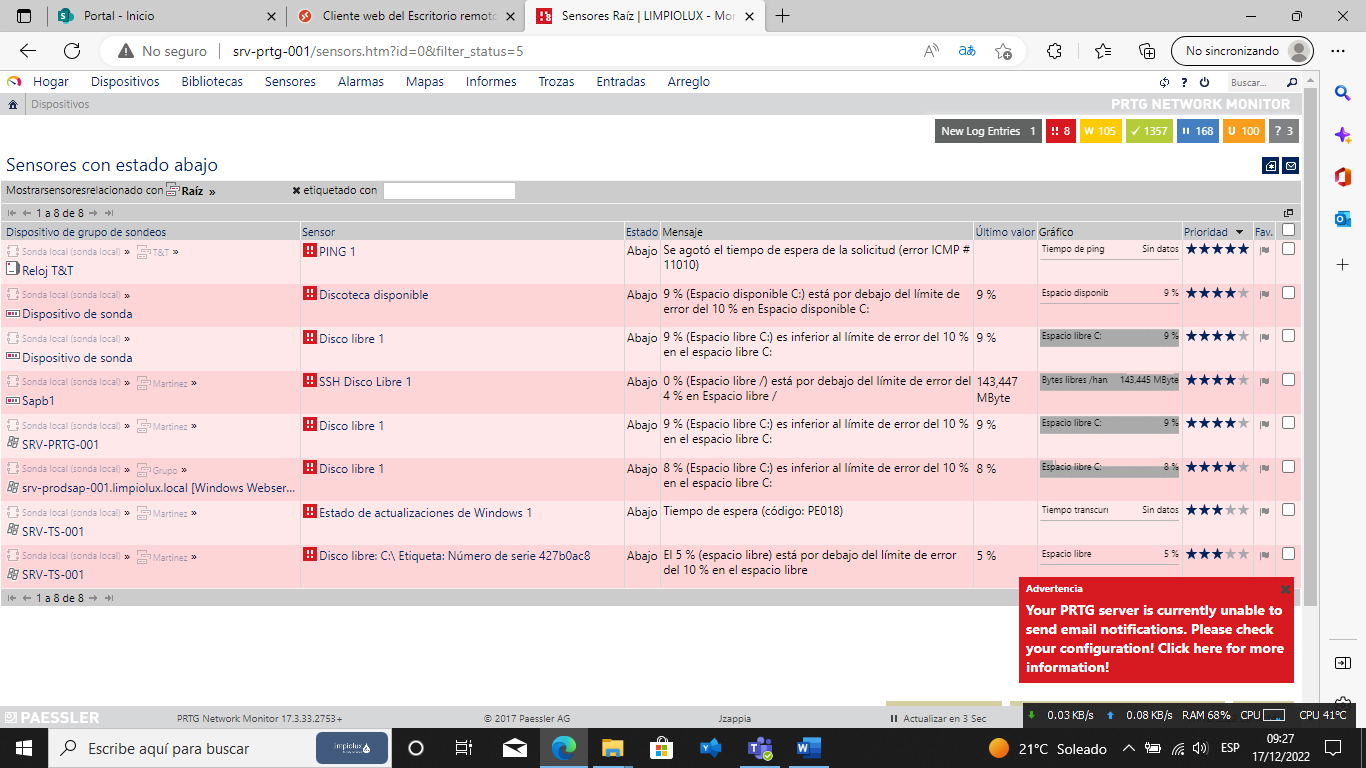 Portal - Inicio
Cliente web del Escritorio remoto
Sensores Raíz | LIMPIOLUX - Mon
No seguro
srv-prtg-001/sensors.htm?id=0&filter_status=5
No sincronizando
Hogar Dispositivos Bibliotecas Sensores Alarmas Mapas Informes Trozas Entradas Arreglo
Buscar...
Dispositivos
PRTG NETWORK MONITOR
New Log Entries 1 8 W 105 1357 168 U 100 ? 3
Sensores con estado abajo
Mostrarsensoresrelacionado con Raíz » etiquetado con
1 a 8 de 8
Dispositivo de grupo de sondeos Sensor Estado Mensaje Último valor Gráfico Prioridad Fav.
Sonda local (sonda local) » T&T »
Reloj T&T
PING 1
Abajo
Se agotó el tiempo de espera de la solicitud (error ICMP #
11010)
Tiempo de ping Sin datos
Sonda local (sonda local) »
Dispositivo de sonda
Discoteca disponible
Abajo
9 % (Espacio disponible C:) está por debajo del límite de
error del 10 % en Espacio disponible C:
9 %
Espacio disponib 9 %
Sonda local (sonda local) »
Dispositivo de sonda
Disco libre 1
Abajo
9 % (Espacio libre C:) es inferior al límite de error del 10 %
en el espacio libre C:
9 %
Espacio libre C: 9 %
Sonda local (sonda local) » Martinez »
Sapb1
SSH Disco Libre 1
Abajo
0 % (Espacio libre /) está por debajo del límite de error del
4 % en Espacio libre /
143,447
MByte
Bytes libres /han 143,445 MByte
Sonda local (sonda local) » Martinez »
SRV-PRTG-001
Disco libre 1
Abajo
9 % (Espacio libre C:) es inferior al límite de error del 10 %
en el espacio libre C:
9 %
Espacio libre C: 9 %
Sonda local (sonda local) » Grupo »
srv-prodsap-001.limpiolux.local [Windows Webser...
Disco libre 1
Abajo
8 % (Espacio libre C:) es inferior al límite de error del 10 %
en el espacio libre C:
8 %
Espacio libre C: 8 %
Sonda local (sonda local) » Martinez »
SRV-TS-001
Estado de actualizaciones de Windows 1
Abajo
Tiempo de espera (código: PE018)
Tiempo transcuri Sin datos
Sonda local (sonda local) » Martinez »
SRV-TS-001
Disco libre: C:\ Etiqueta: Número de serie 427b0ac8
Abajo
El 5 % (espacio libre) está por debajo del límite de error
del 10 % en el espacio libre
5 %
Espacio libre 5 %
1 a 8 de 8
Advertencia
Your PRTG server is currently unable to
send email notifications. Please check
your configuration! Click here for more
information!
PAESSLER PRTG Network Monitor 17.3.33.2753+ © 2017 Paessler AG Jzappia Actualizar en 3 Sec
0.03 KB/s 0.08 KB/s RAM 68% CPU CPU 41°C
Escribe aquí para buscar
limpiolux
21°C Soleado
ESP
09:27
17/12/2022